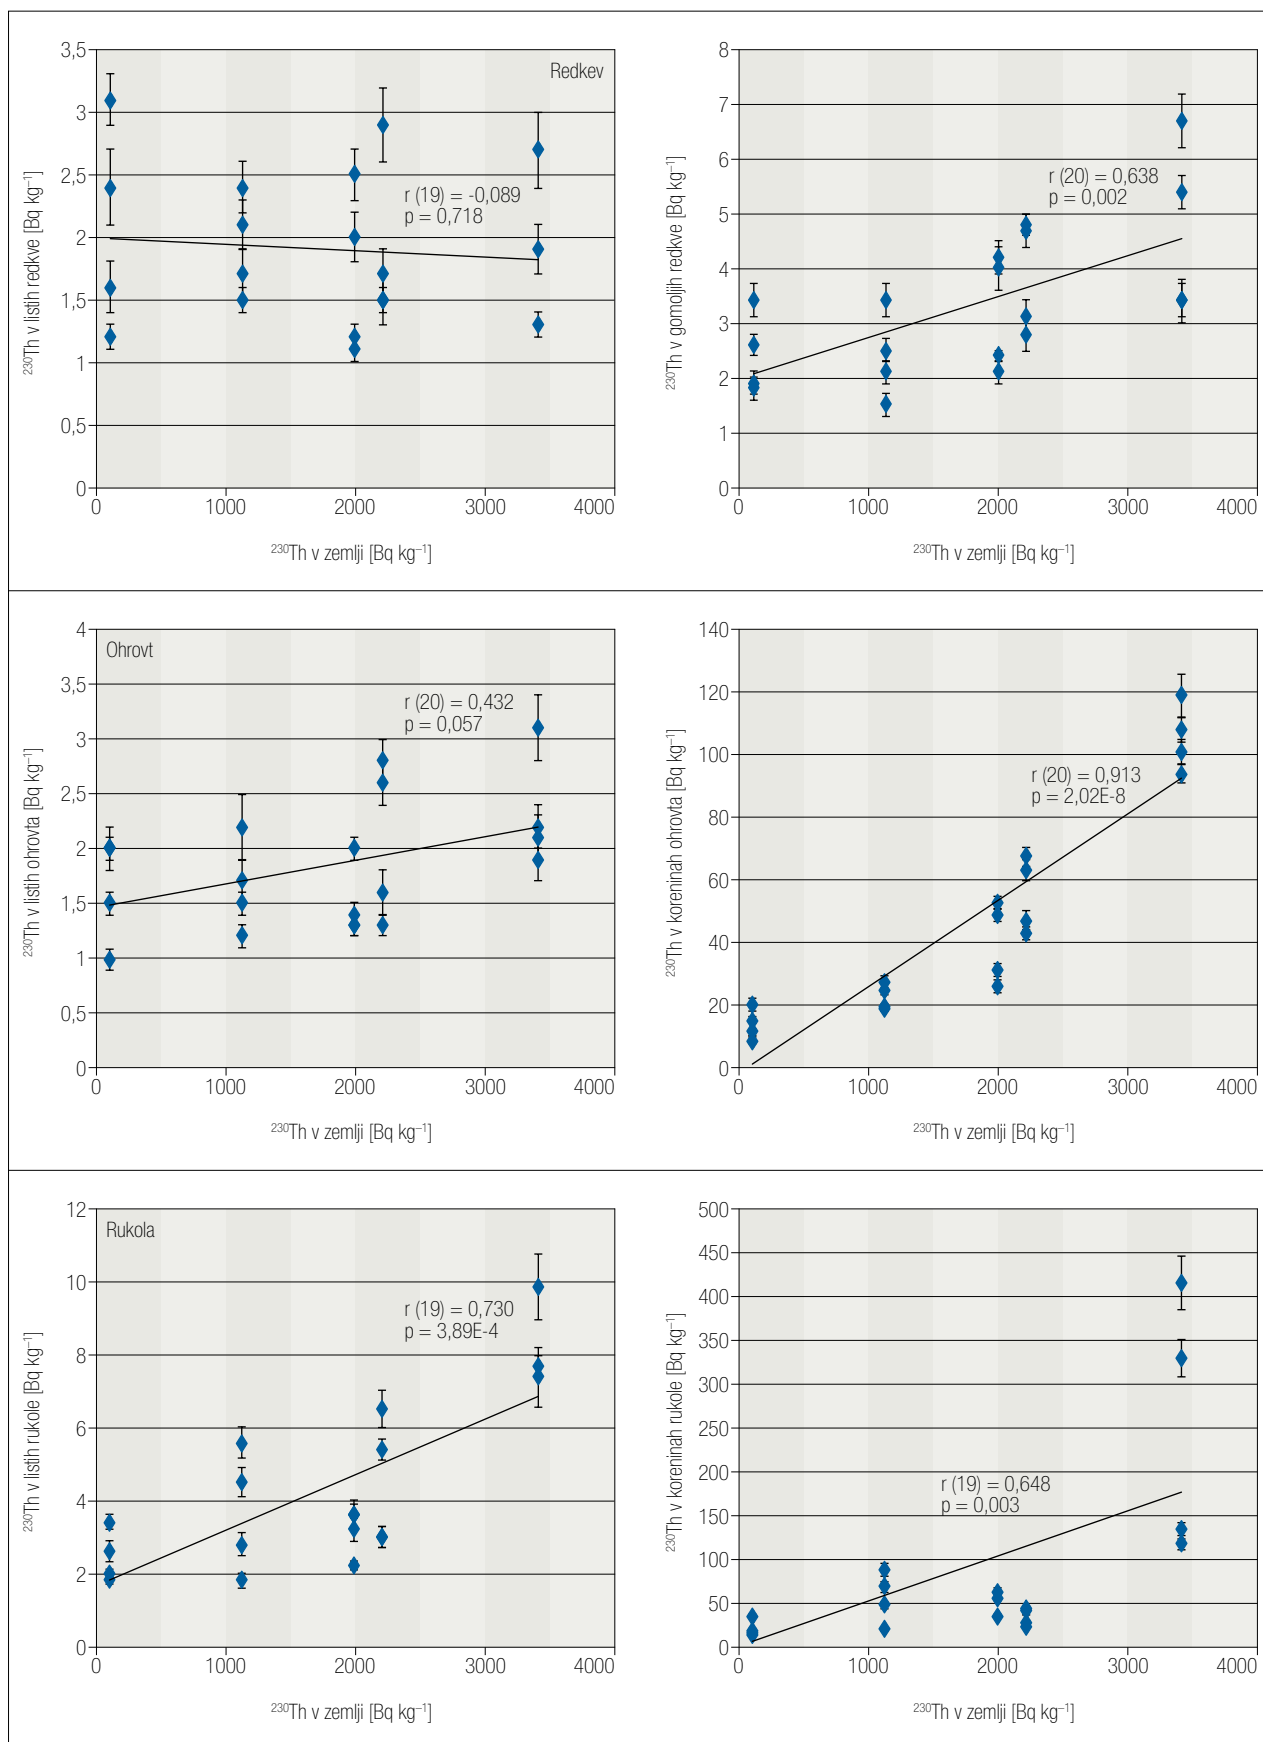 3,5
3
2,5
2
1,5
1
0,5
0
²³⁰Th v listih redkve [Bq kg⁻¹]
Redkev
r (19) = -0,089
p = 0,718
0 1000 2000 3000 4000
²³⁰Th v zemlji [Bq kg⁻¹]
8
7
6
5
4
3
2
1
0
²³⁰Th v gomoljih redkve [Bq kg⁻¹]
r (20) = 0,638
p = 0,002
0 1000 2000 3000 4000
²³⁰Th v zemlji [Bq kg⁻¹]
4
3,5
3
2,5
2
1,5
1
0,5
0
²³⁰Th v listih ohrovta [Bq kg⁻¹]
Ohrovt
r (20) = 0,432
p = 0,057
0 1000 2000 3000 4000
²³⁰Th v zemlji [Bq kg⁻¹]
140
120
100
80
60
40
20
0
²³⁰Th v koreninah ohrovta [Bq kg⁻¹]
r (20) = 0,913
p = 2,02E-8
0 1000 2000 3000 4000
²³⁰Th v zemlji [Bq kg⁻¹]
12
10
8
6
4
2
0
²³⁰Th v listih rukole [Bq kg⁻¹]
Rukola
r (19) = 0,730
p = 3,89E-4
0 1000 2000 3000 4000
²³⁰Th v zemlji [Bq kg⁻¹]
500
450
400
350
300
250
200
150
100
50
0
²³⁰Th v koreninah rukole [Bq kg⁻¹]
r (19) = 0,648
p = 0,003
0 1000 2000 3000 4000
²³⁰Th v zemlji [Bq kg⁻¹]